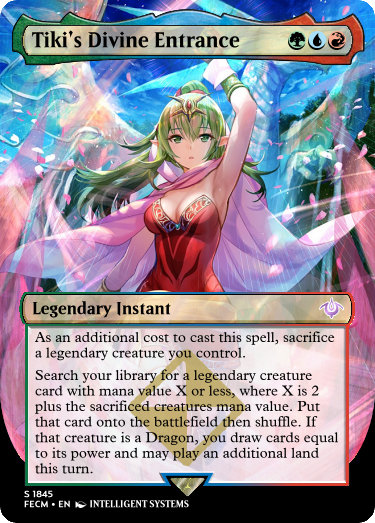 Tiki's Divine Entrance
Legendary Instant
As an additional cost to cast this spell, sacrifice
a legendary creature you control.
Search your library for a legendary creature
card with mana value X or less, where X is 2
plus the sacrificed creatures mana value. Put
that card onto the battlefield then shuffle. If
that creature is a Dragon, you draw cards equal
to its power and may play an additional land
this turn.
S 1845
FECM • EN INTELLIGENT SYSTEMS